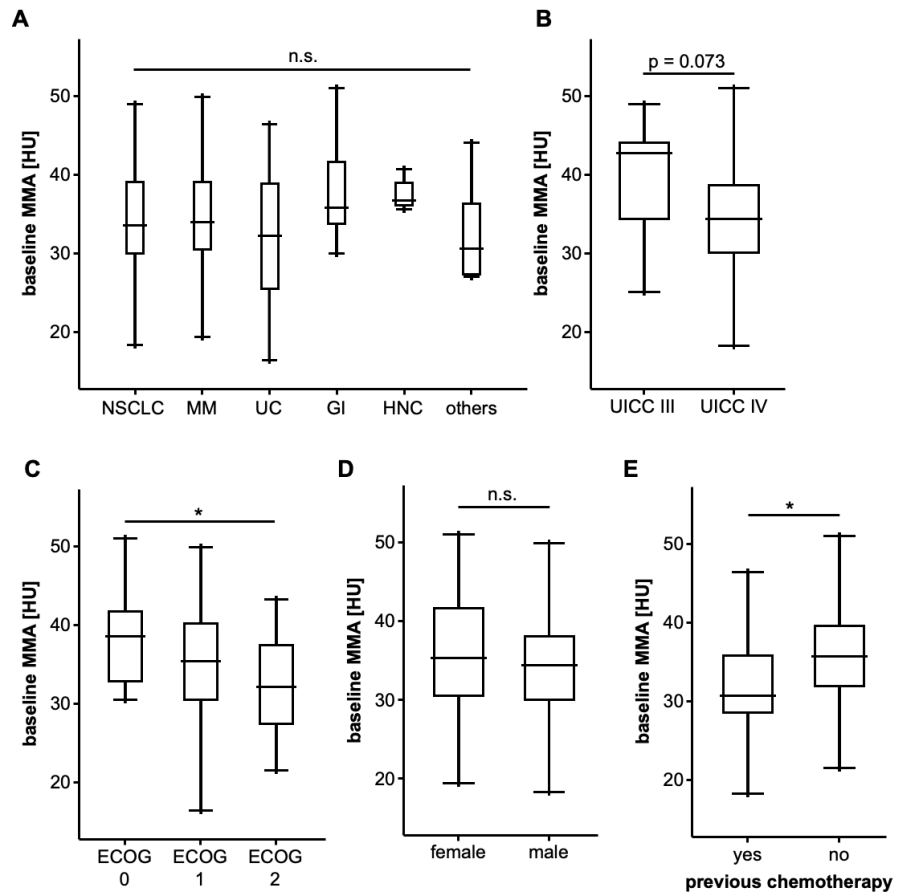 A
baseline MMA [HU]
50
40
30
20
n.s.
NSCLC MM UC GI HNC others
B
baseline MMA [HU]
50
40
30
20
p = 0.073
UICC III UICC IV
C
baseline MMA [HU]
50
40
30
20
*
ECOG ECOG ECOG
0 1 2
D
baseline MMA [HU]
50
40
30
20
n.s.
female male
E
baseline MMA [HU]
50
40
30
20
*
yes no
previous chemotherapy